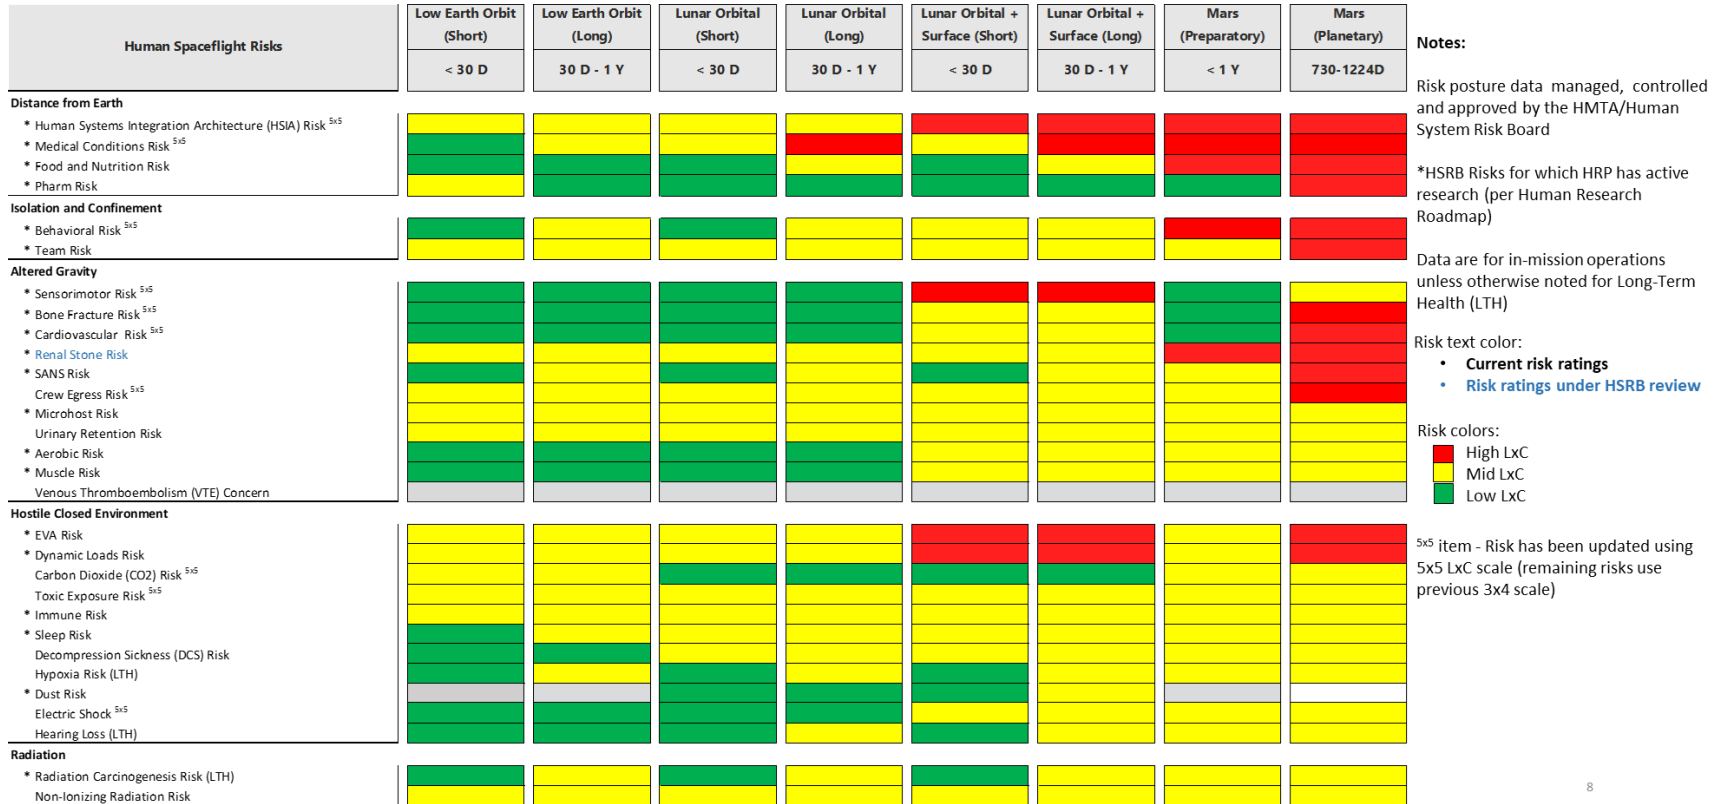 Human Spaceflight Risks
Low Earth Orbit
(Short)
< 30 D
Low Earth Orbit
(Long)
30 D - 1 Y
Lunar Orbital
(Short)
< 30 D
Lunar Orbital
(Long)
30 D - 1 Y
Lunar Orbital +
Surface (Short)
< 30 D
Lunar Orbital +
Surface (Long)
30 D - 1 Y
Mars
(Preparatory)
< 1 Y
Mars
(Planetary)
730-1224D
Distance from Earth
* Human Systems Integration Architecture (HSIA) Risk 5x5
* Medical Conditions Risk 5x5
* Food and Nutrition Risk
* Pharm Risk
Isolation and Confinement
* Behavioral Risk 5x5
* Team Risk
Altered Gravity
* Sensorimotor Risk 5x5
* Bone Fracture Risk 5x5
* Cardiovascular Risk 5x5
* Renal Stone Risk
* SANS Risk
Crew Egress Risk 5x5
* Microhost Risk
Urinary Retention Risk
* Aerobic Risk
* Muscle Risk
Venous Thromboembolism (VTE) Concern
Hostile Closed Environment
* EVA Risk
* Dynamic Loads Risk
Carbon Dioxide (CO2) Risk 5x5
Toxic Exposure Risk 5x5
* Immune Risk
* Sleep Risk
Decompression Sickness (DCS) Risk
Hypoxia Risk (LTH)
* Dust Risk
Electric Shock 5x5
Hearing Loss (LTH)
Radiation
* Radiation Carcinogenesis Risk (LTH)
Non-Ionizing Radiation Risk
Notes:
Risk posture data managed, controlled
and approved by the HMTA/Human
System Risk Board
*HSRB Risks for which HRP has active
research (per Human Research
Roadmap)
Data are for in-mission operations
unless otherwise noted for Long-Term
Health (LTH)
Risk text color:
• Current risk ratings
• Risk ratings under HSRB review
Risk colors:
High LxC
Mid LxC
Low LxC
5x5 item - Risk has been updated using
5x5 LxC scale (remaining risks use
previous 3x4 scale)
8